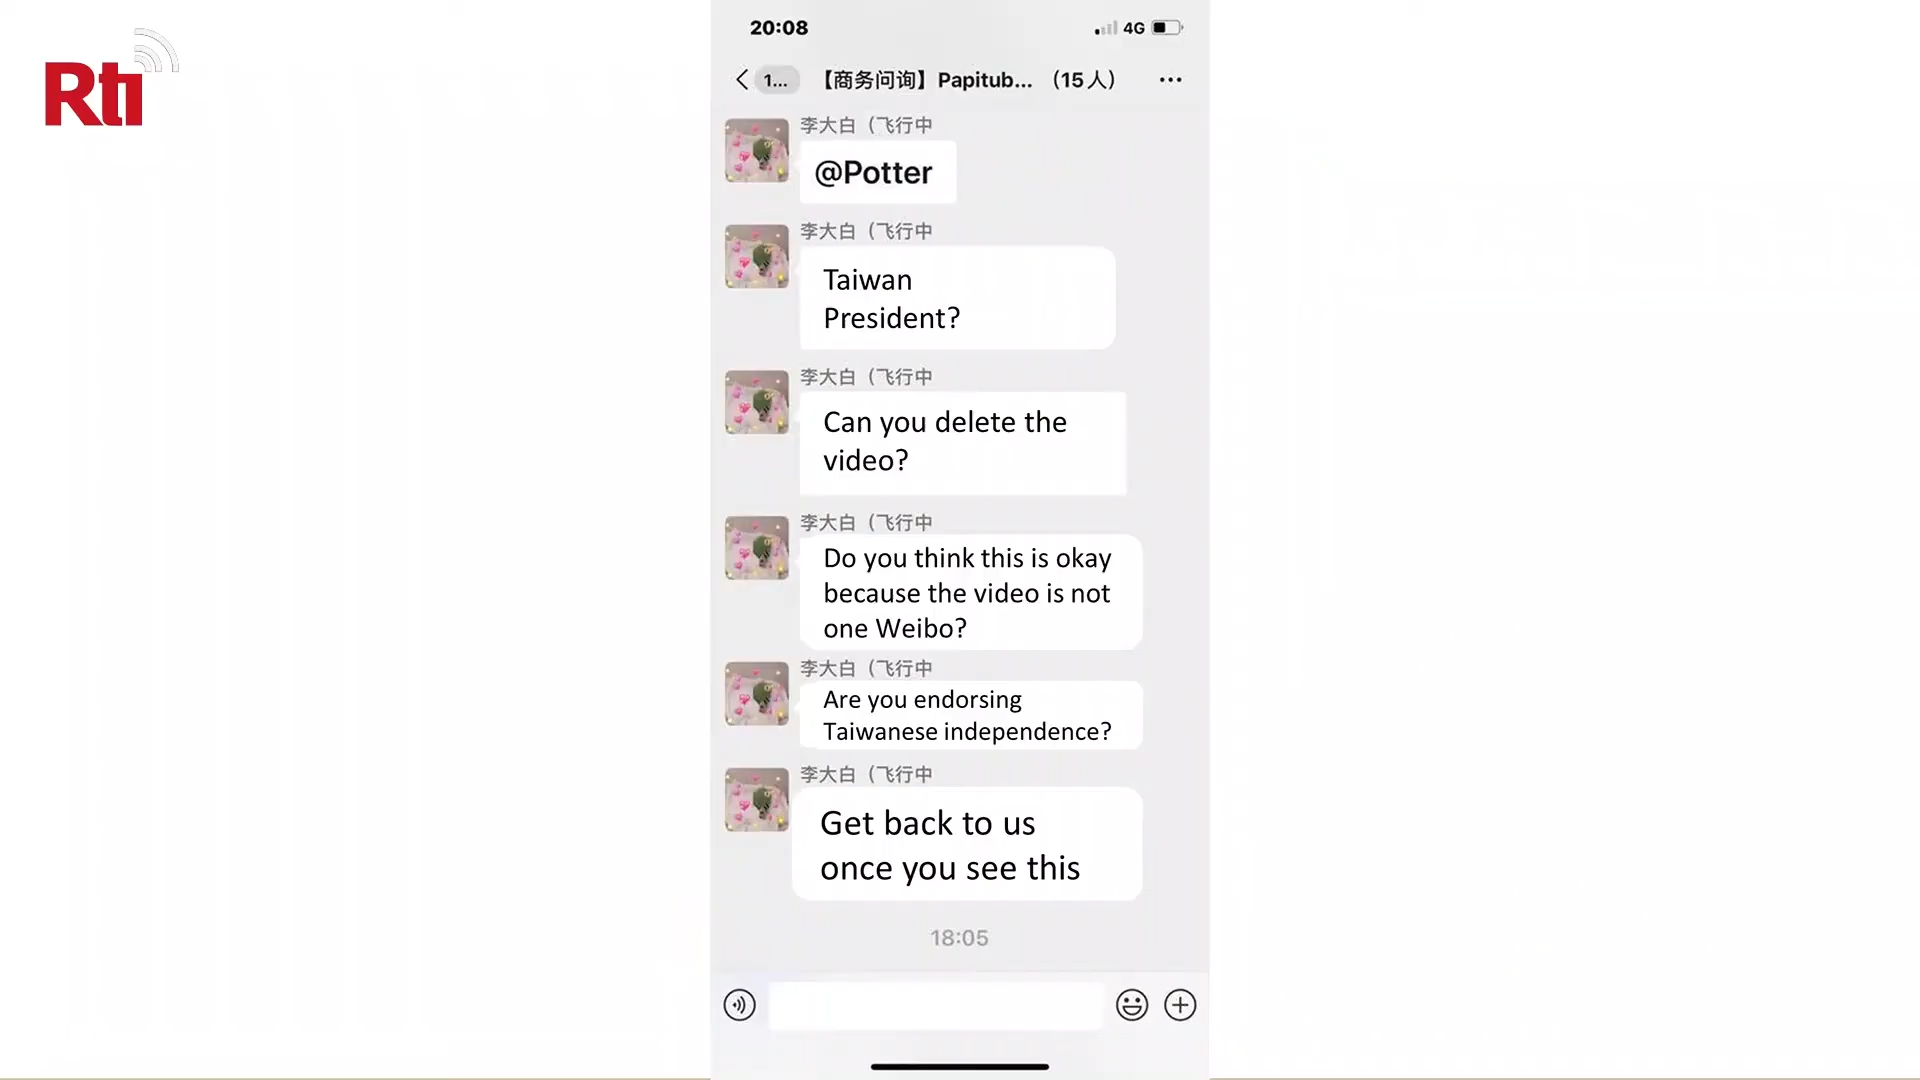 Rti
20:08
4G
1...
【商务问询】Papitub... （15人）
李大白（飞行中
@Potter
李大白（飞行中
Taiwan
President?
李大白（飞行中
Can you delete the
video?
李大白（飞行中
Do you think this is okay
because the video is not
one Weibo?
李大白（飞行中
Are you endorsing
Taiwanese independence?
李大白（飞行中
Get back to us
once you see this
18:05